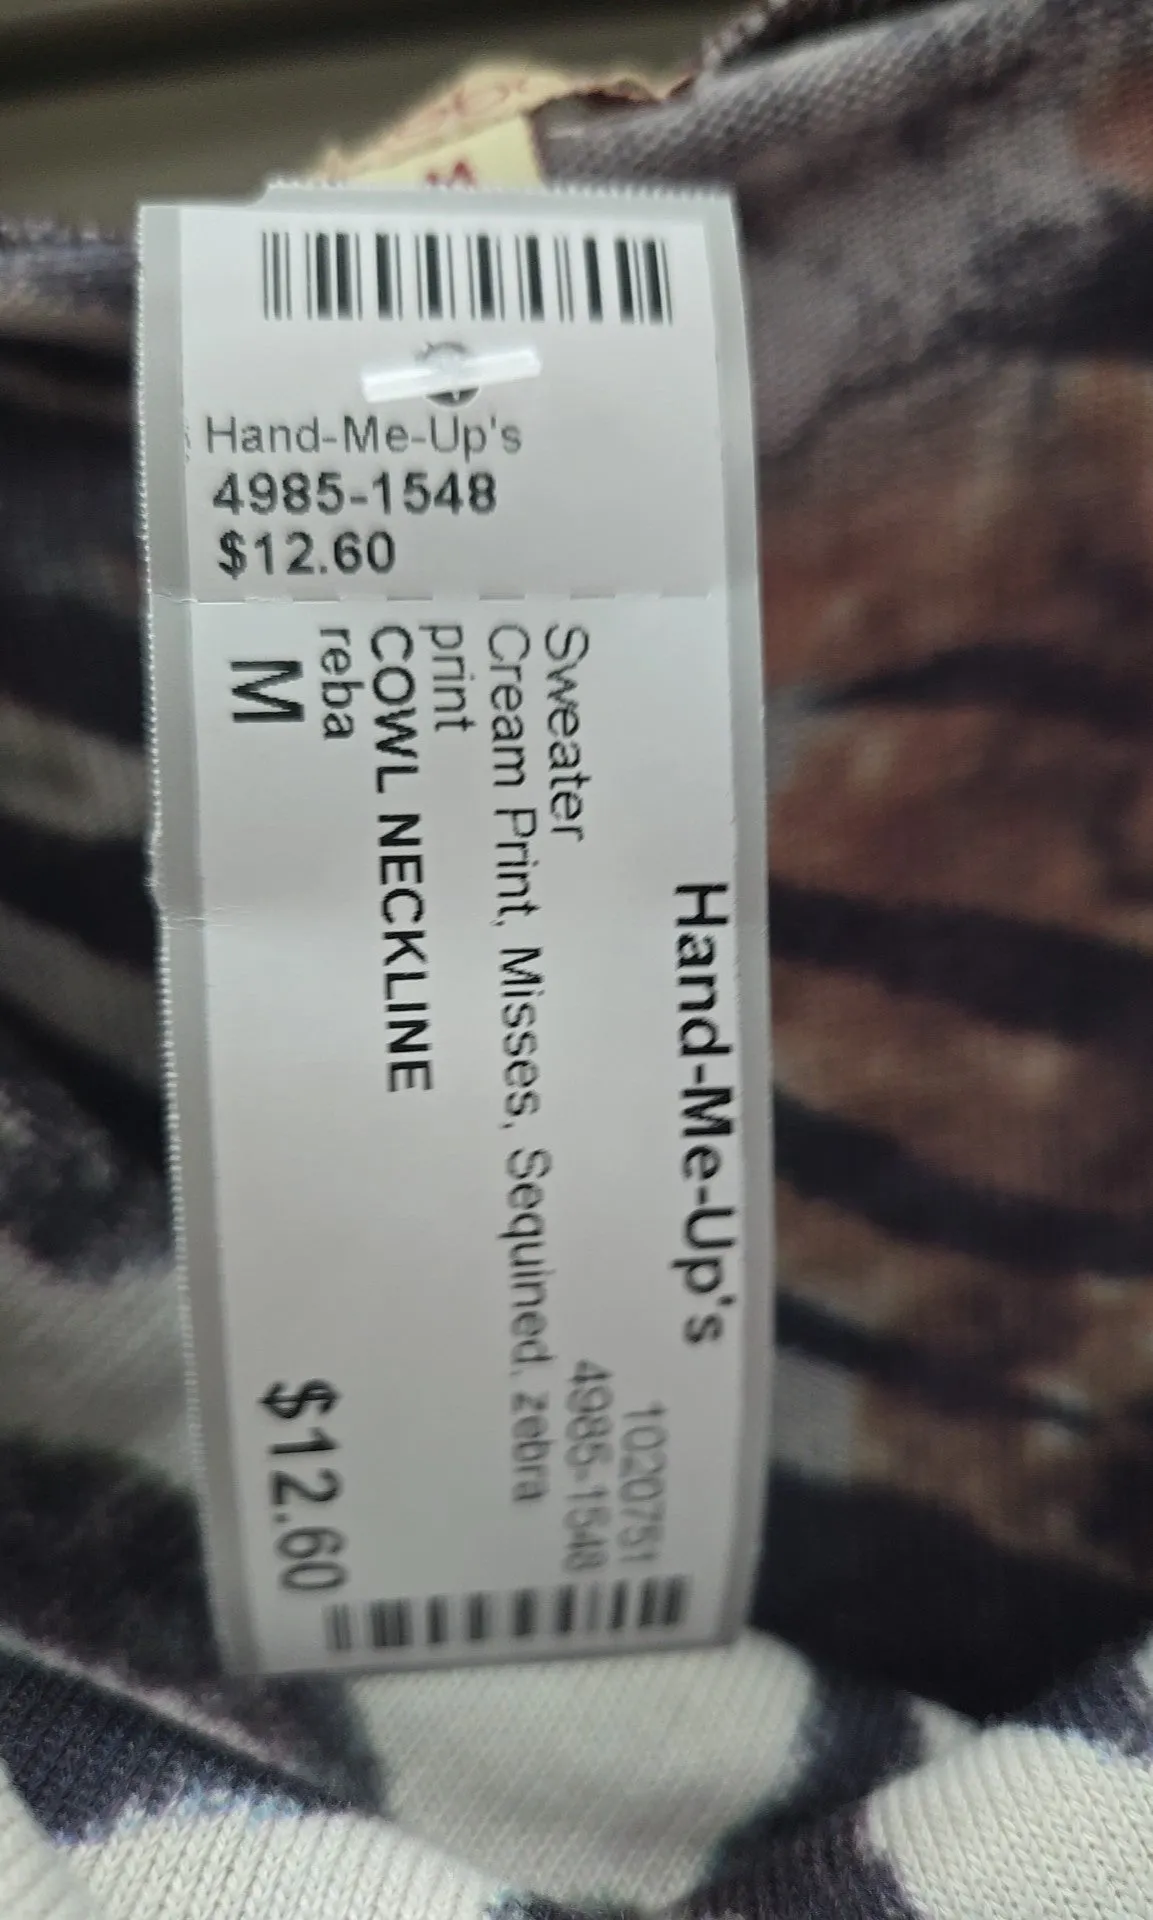 M
Hand-Me-Up's
4985-1548
$12.60
Hand-Me-Up's
1020751
4985-1548
Sweater
Cream Print, Misses, Sequined, zebra
print
COWL NECKLINE
reba
M
$12.60